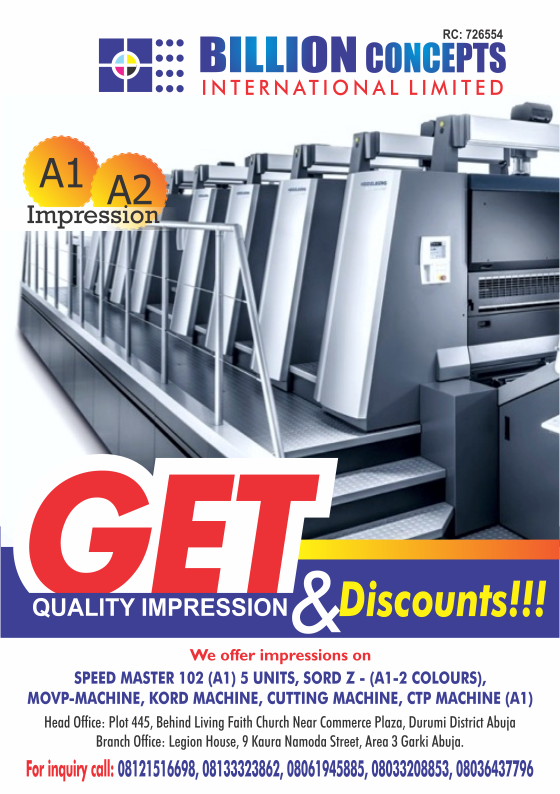 RC: 726554
BILLION CONCEPTS
INTERNATIONAL LIMITED
A1 A2
Impression
HEIDELBERG
GET
QUALITY IMPRESSION & Discounts!!!
We offer impressions on
SPEED MASTER 102 (A1) 5 UNITS, SORD Z - (A1-2 COLOURS),
MOVP-MACHINE, KORD MACHINE, CUTTING MACHINE, CTP MACHINE (A1)
Head Office: Plot 445, Behind Living Faith Church Near Commerce Plaza, Durumi District Abuja
Branch Office: Legion House, 9 Kaura Namoda Street, Area 3 Garki Abuja.
For inquiry call: 08121516698, 08133323862, 08061945885, 08033208853, 08036437796